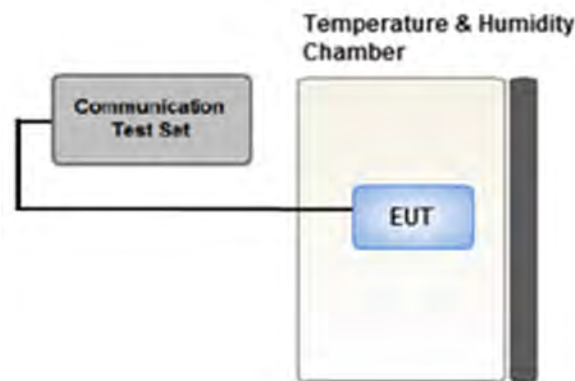 Temperature & Humidity
Chamber
Communication
Test Set
EUT